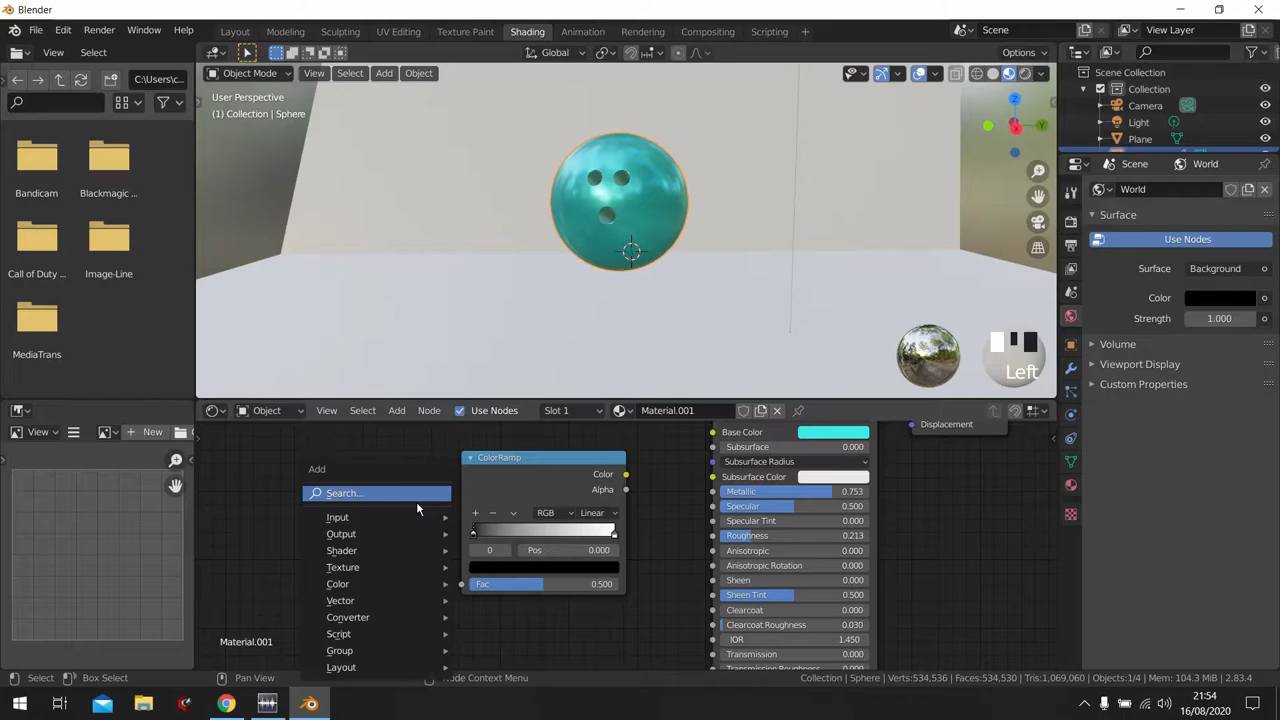 Blender
File Edit Render Window Help Layout Modeling Sculpting UV Editing Texture Paint Shading Animation Rendering Compositing Scripting + Scene View Layer
View Select Global Options
C:\Users\c...
Object Mode View Select Add Object
User Perspective
(1) Collection | Sphere
Z
Y
X
Scene Collection
Collection
Camera
Light
Plane
Scene World
World
Surface
Use Nodes
Surface Background
Color
Strength 1.000
Volume
Viewport Display
Custom Properties
Bandicam Blackmagic ...
Call of Duty ... Image-Line
MediaTrans
Left
View New Object View Select Add Node Use Nodes Slot 1 Material.001
Add
Search...
Input
Output
Shader
Texture
Color
Vector
Converter
Script
Group
Layout
ColorRamp
Color
Alpha
RGB Linear
0 Pos 0.000
Fac 0.500
Base Color
Subsurface 0.000
Subsurface Radius
Subsurface Color
Metallic 0.753
Specular 0.500
Specular Tint 0.000
Roughness 0.213
Anisotropic 0.000
Anisotropic Rotation 0.000
Sheen 0.000
Sheen Tint 0.500
Clearcoat 0.000
Clearcoat Roughness 0.030
IOR 1.450
Transmission 0.000
Transmission Roughness 0.000
Displacement
Material.001
Select Box Select Pan View Node Context Menu Collection | Sphere | Verts:534,536 | Faces:534,530 | Tris:1,069,060 | Objects:1/4 | Mem: 104.3 MiB | 2.83.4
21:54
16/08/2020